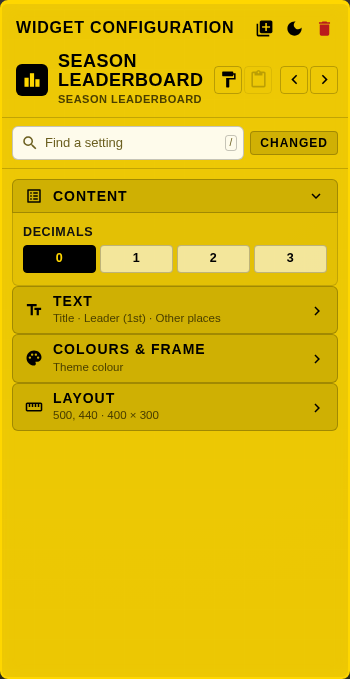 WIDGET CONFIGURATION
SEASON
LEADERBOARD
SEASON LEADERBOARD
Find a setting
/
CHANGED
CONTENT
DECIMALS
0 1 2 3
TEXT
Title · Leader (1st) · Other places
COLOURS & FRAME
Theme colour
LAYOUT
500, 440 · 400 × 300